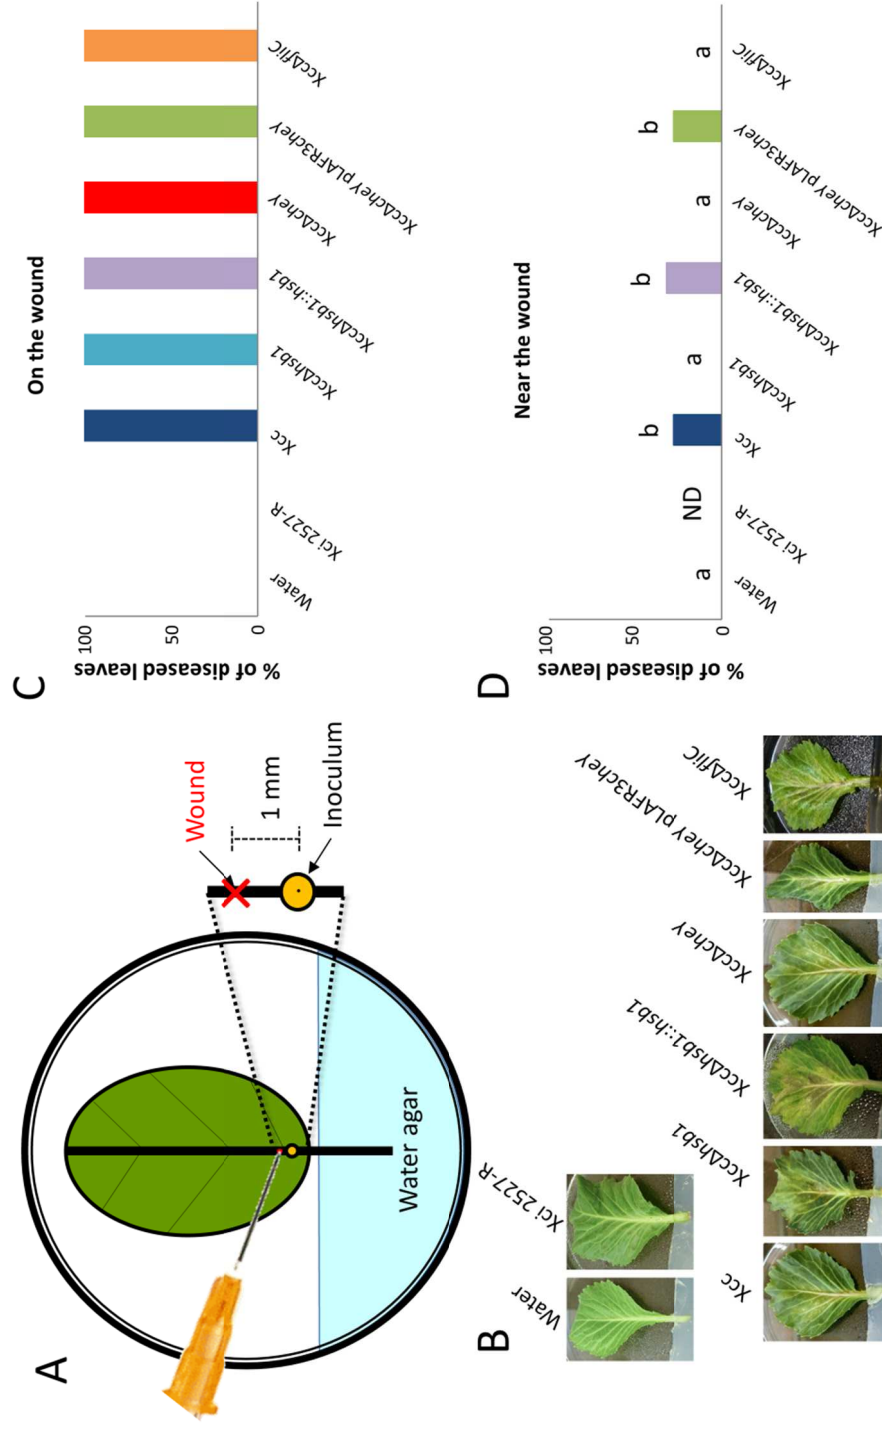 A
Wound
1 mm
Inoculum
Water agar
B
Water
Xci 2527-R
Xcc
XccΔhsb1
XccΔhsb1::hsb1
XccΔcheY
XccΔcheY pLAFR3cheY
XccΔfliC
C
On the wound
% of diseased leaves
100
50
0
Water
Xci 2527-R
Xcc
XccΔhsb1
XccΔhsb1::hsb1
XccΔcheY
XccΔcheY pLAFR3cheY
XccΔfliC
D
Near the wound
% of diseased leaves
100
50
0
a
ND
b
a
b
a
b
a
Water
Xci 2527-R
Xcc
XccΔhsb1
XccΔhsb1::hsb1
XccΔcheY
XccΔcheY pLAFR3cheY
XccΔfliC